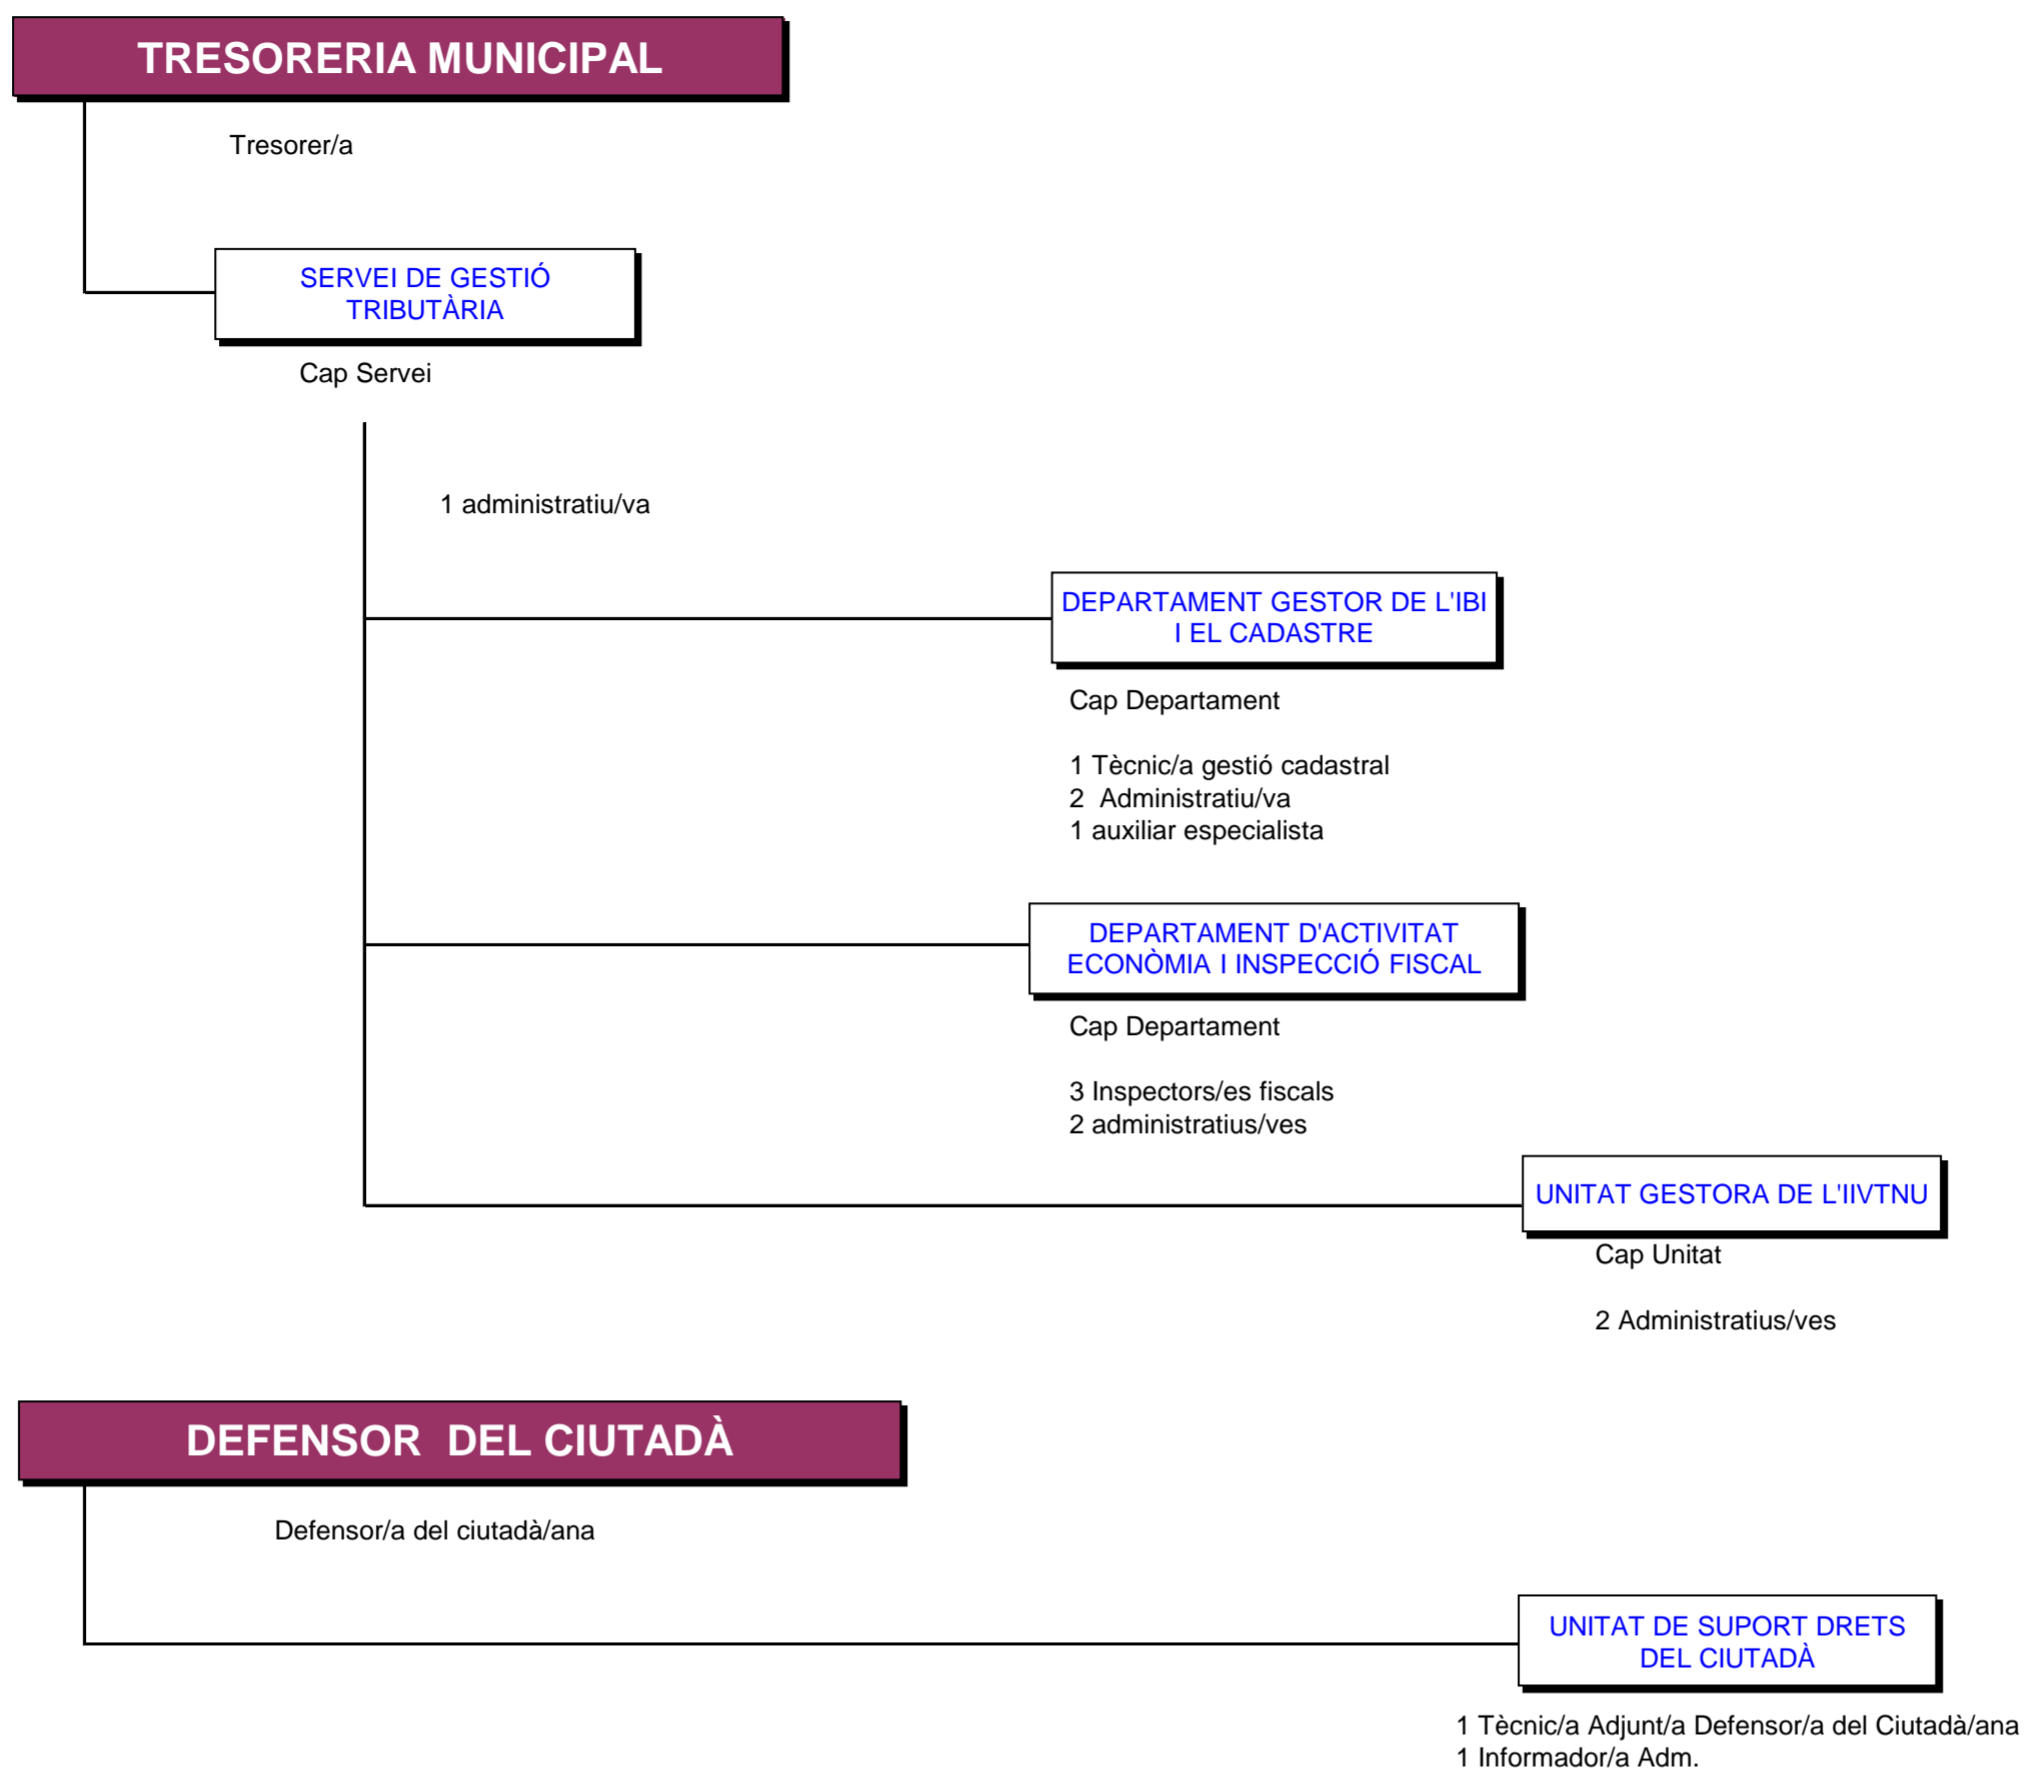 TRESORERIA MUNICIPAL
Tresorer/a
SERVEI DE GESTIÓ
TRIBUTÀRIA
Cap Servei
1 administratiu/va
DEPARTAMENT GESTOR DE L'IBI
I EL CADASTRE
Cap Departament
1 Tècnic/a gestió cadastral
2 Administratiu/va
1 auxiliar especialista
DEPARTAMENT D'ACTIVITAT
ECONÒMIA I INSPECCIÓ FISCAL
Cap Departament
3 Inspectors/es fiscals
2 administratius/ves
UNITAT GESTORA DE L'IIVTNU
Cap Unitat
2 Administratius/ves
DEFENSOR DEL CIUTADÀ
Defensor/a del ciutadà/ana
UNITAT DE SUPORT DRETS
DEL CIUTADÀ
1 Tècnic/a Adjunt/a Defensor/a del Ciutadà/ana
1 Informador/a Adm.